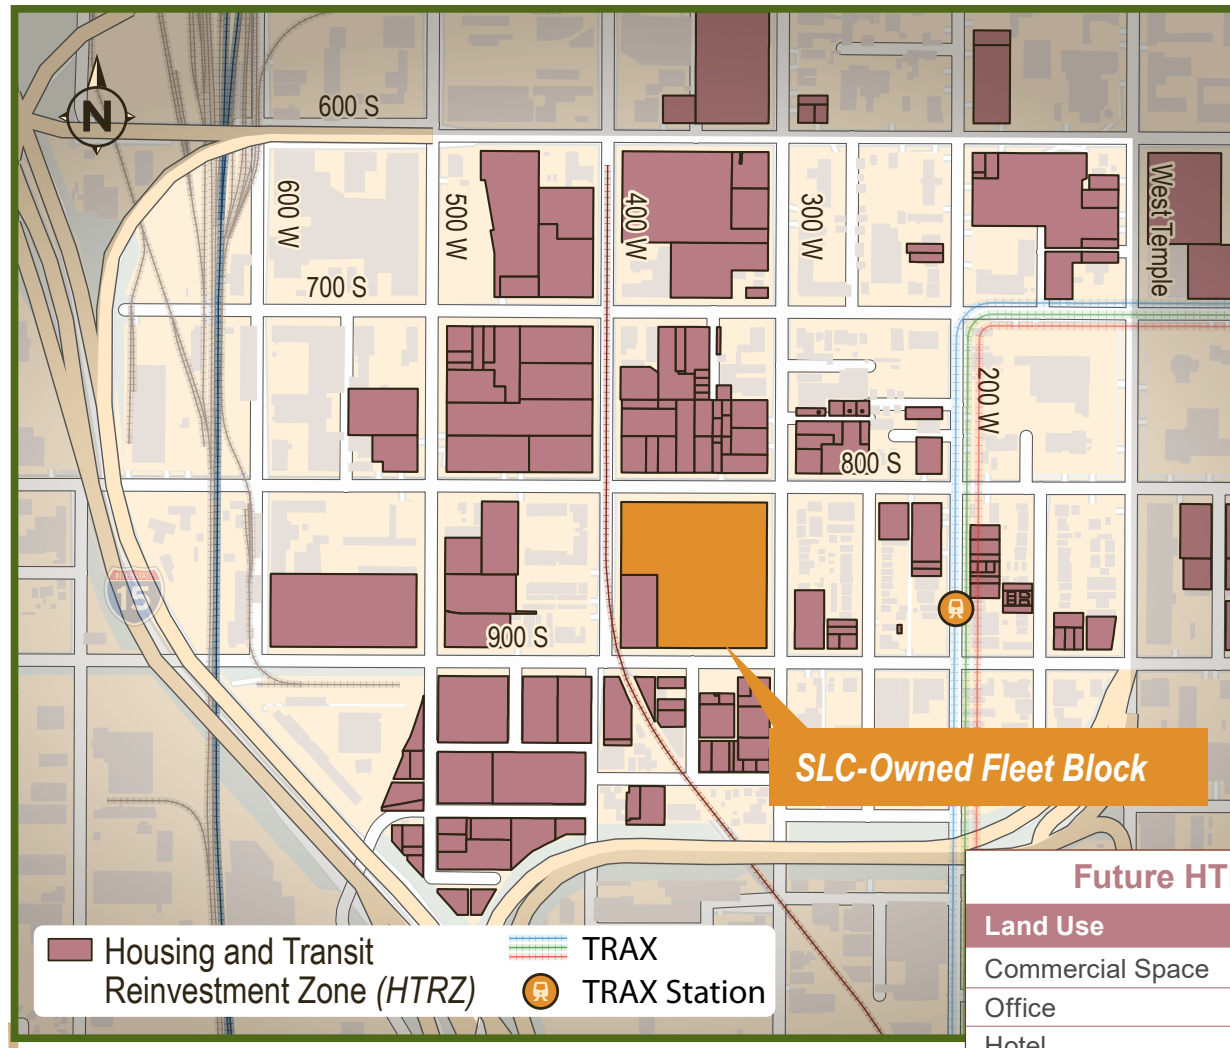 N
600 S
600 W
500 W
400 W
300 W
West Temple
700 S
200 W
800 S
15
900 S
SLC-Owned Fleet Block
Housing and Transit
Reinvestment Zone (HTRZ)
TRAX
TRAX Station
Future HT
Land Use
Commercial Space
Office
Hotel